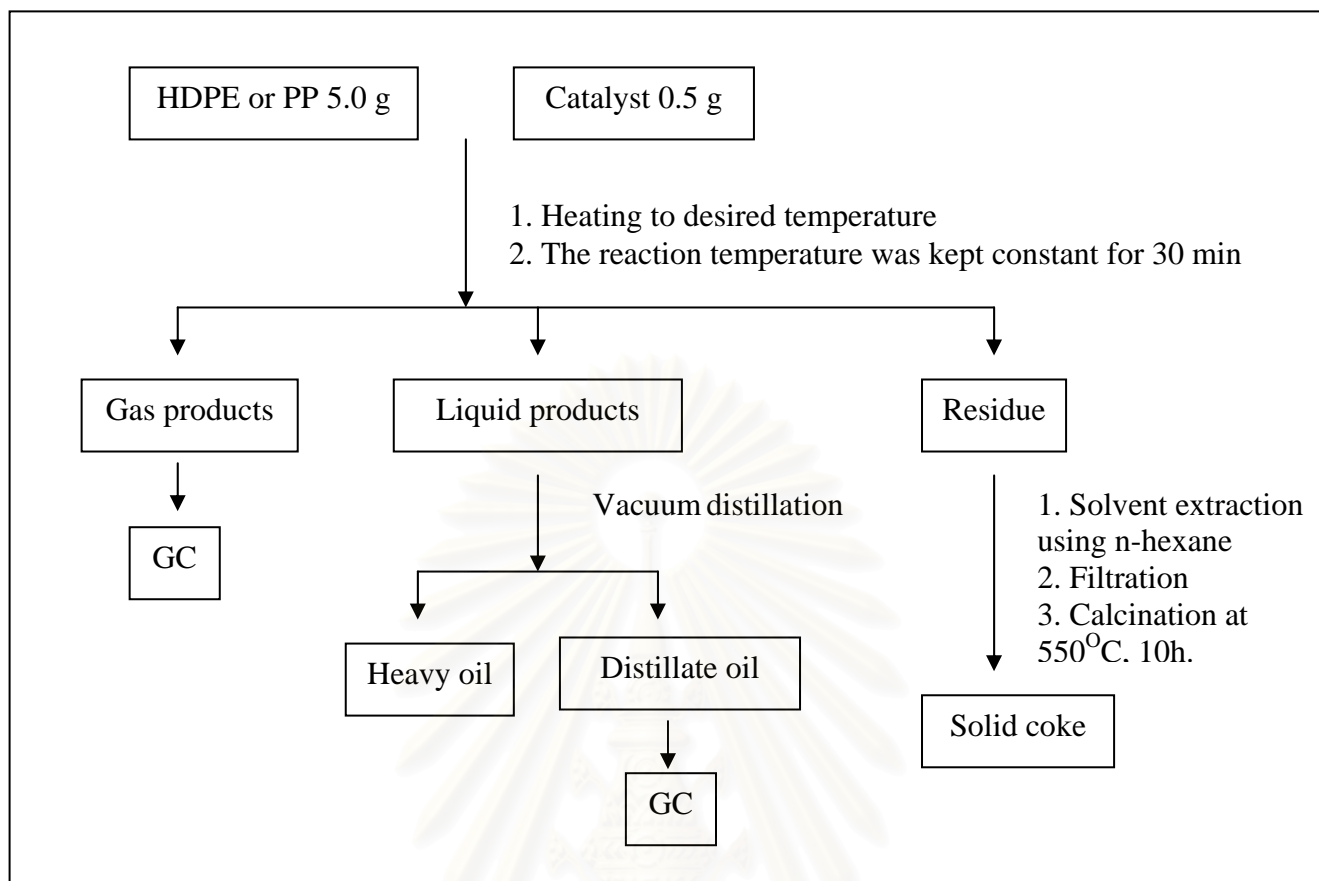 HDPE or PP 5.0 g
Catalyst 0.5 g
1. Heating to desired temperature
2. The reaction temperature was kept constant for 30 min
Gas products
Liquid products
Residue
GC
Vacuum distillation
1. Solvent extraction
using n-hexane
2. Filtration
3. Calcination at
550^OC. 10h.
Heavy oil
Distillate oil
Solid coke
GC